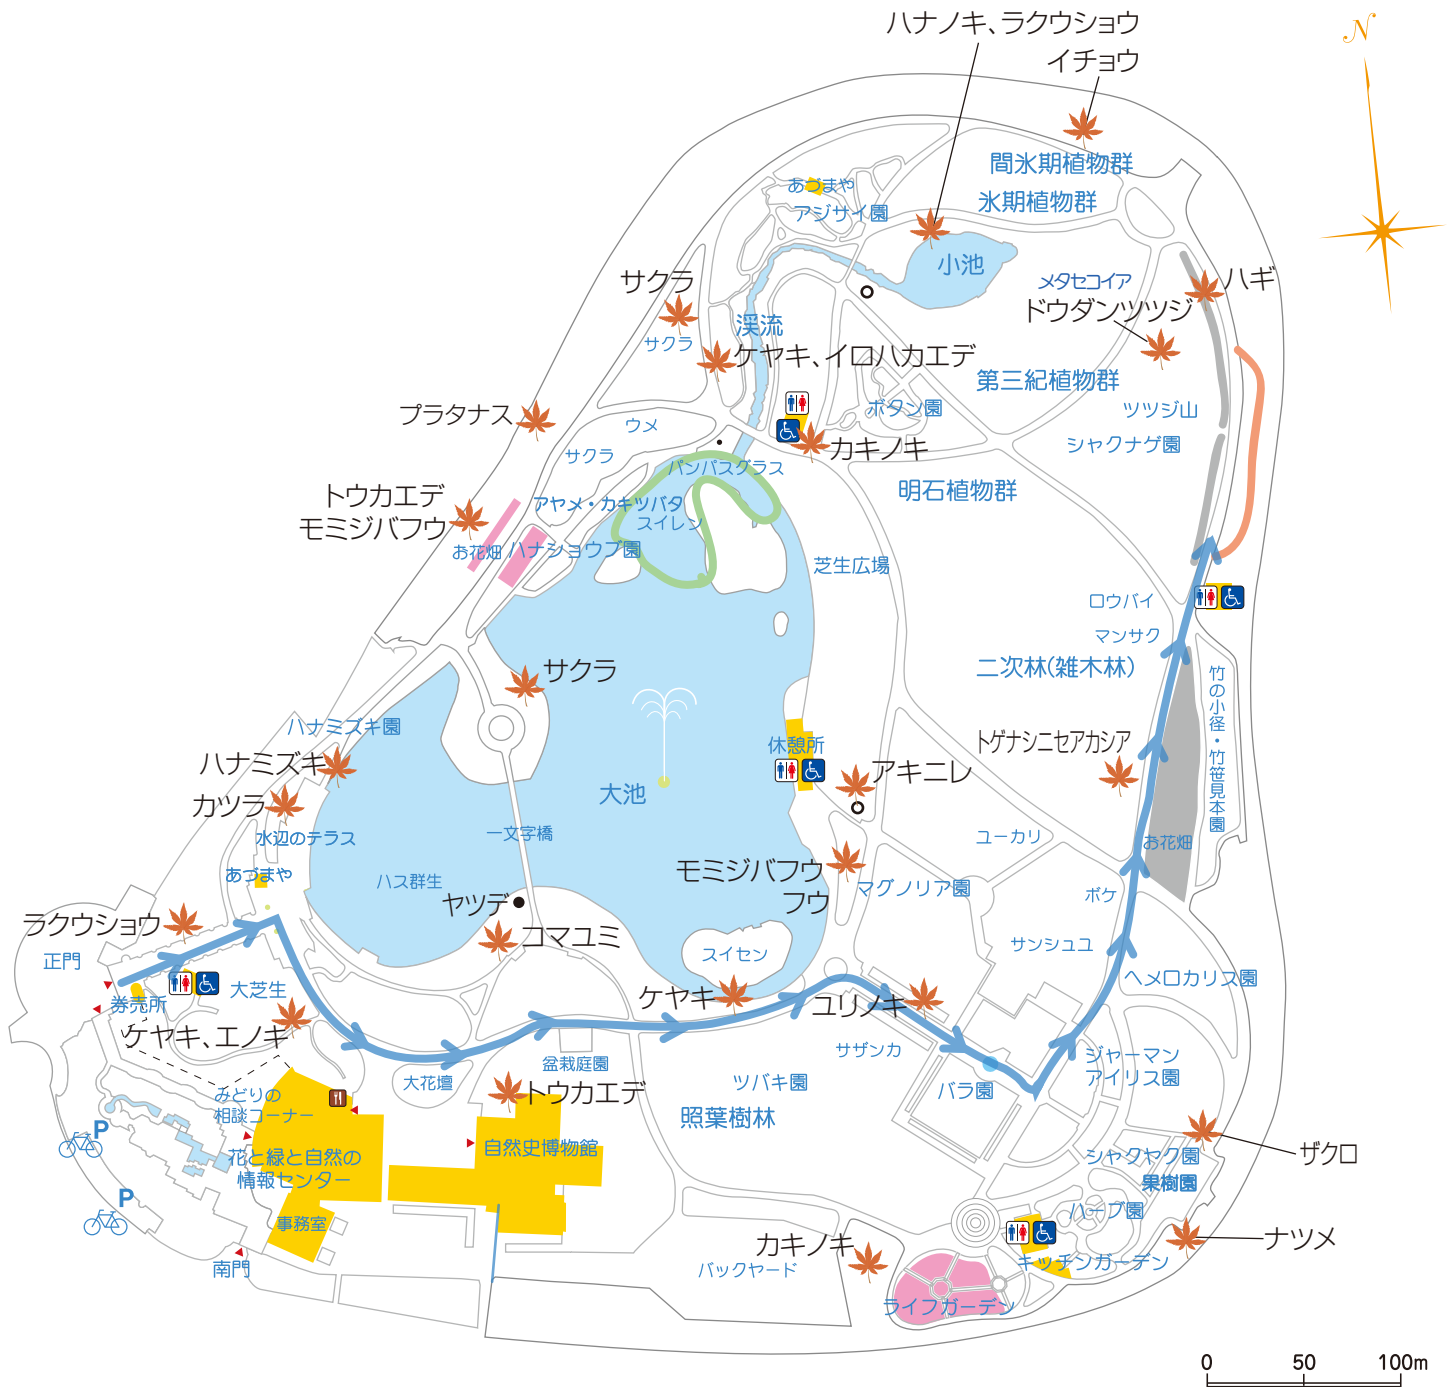 ハナノキ、ラクウショウ
イチョウ
N
間氷期植物群
氷期植物群
あづまや
アジサイ園
小池
メタセコイア
ドウダンツツジ
ハギ
サクラ
サクラ
渓流
ケヤキ、イロハカエデ
第三紀植物群
ツツジ山
シャクナゲ園
ボタン園
プラタナス
ウメ
サクラ
カキノキ
パンパスグラス
明石植物群
トウカエデ
モミジバフウ
アヤメ・カキツバタ
スイレン
お花畑
ハナショウブ園
芝生広場
ロウバイ
マンサク
二次林(雑木林)
竹の小径・竹笹見本園
サクラ
ハナミズキ園
ハナミズキ
カツラ
水辺のテラス
あづまや
休憩所
大池
アキニレ
トゲナシニセアカシア
一文字橋
ハス群生
ユーカリ
お花畑
モミジバフウ
フウ
マグノリア園
ボケ
ヤツデ
コマユミ
ラクウショウ
正門
券売所
大芝生
ケヤキ、エノキ
スイセン
ケヤキ
ユリノキ
サンシュユ
ヘメロカリス園
サザンカ
バラ園
ジャーマン
アイリス園
盆栽庭園
大花壇
トウカエデ
ツバキ園
照葉樹林
みどりの
相談コーナー
花と緑と自然の
情報センター
自然史博物館
事務室
P
P
南門
ザクロ
シャクヤク園
果樹園
ハーブ園
ナツメ
キッチンガーデン
カキノキ
バックヤード
ライフガーデン
0 50 100m